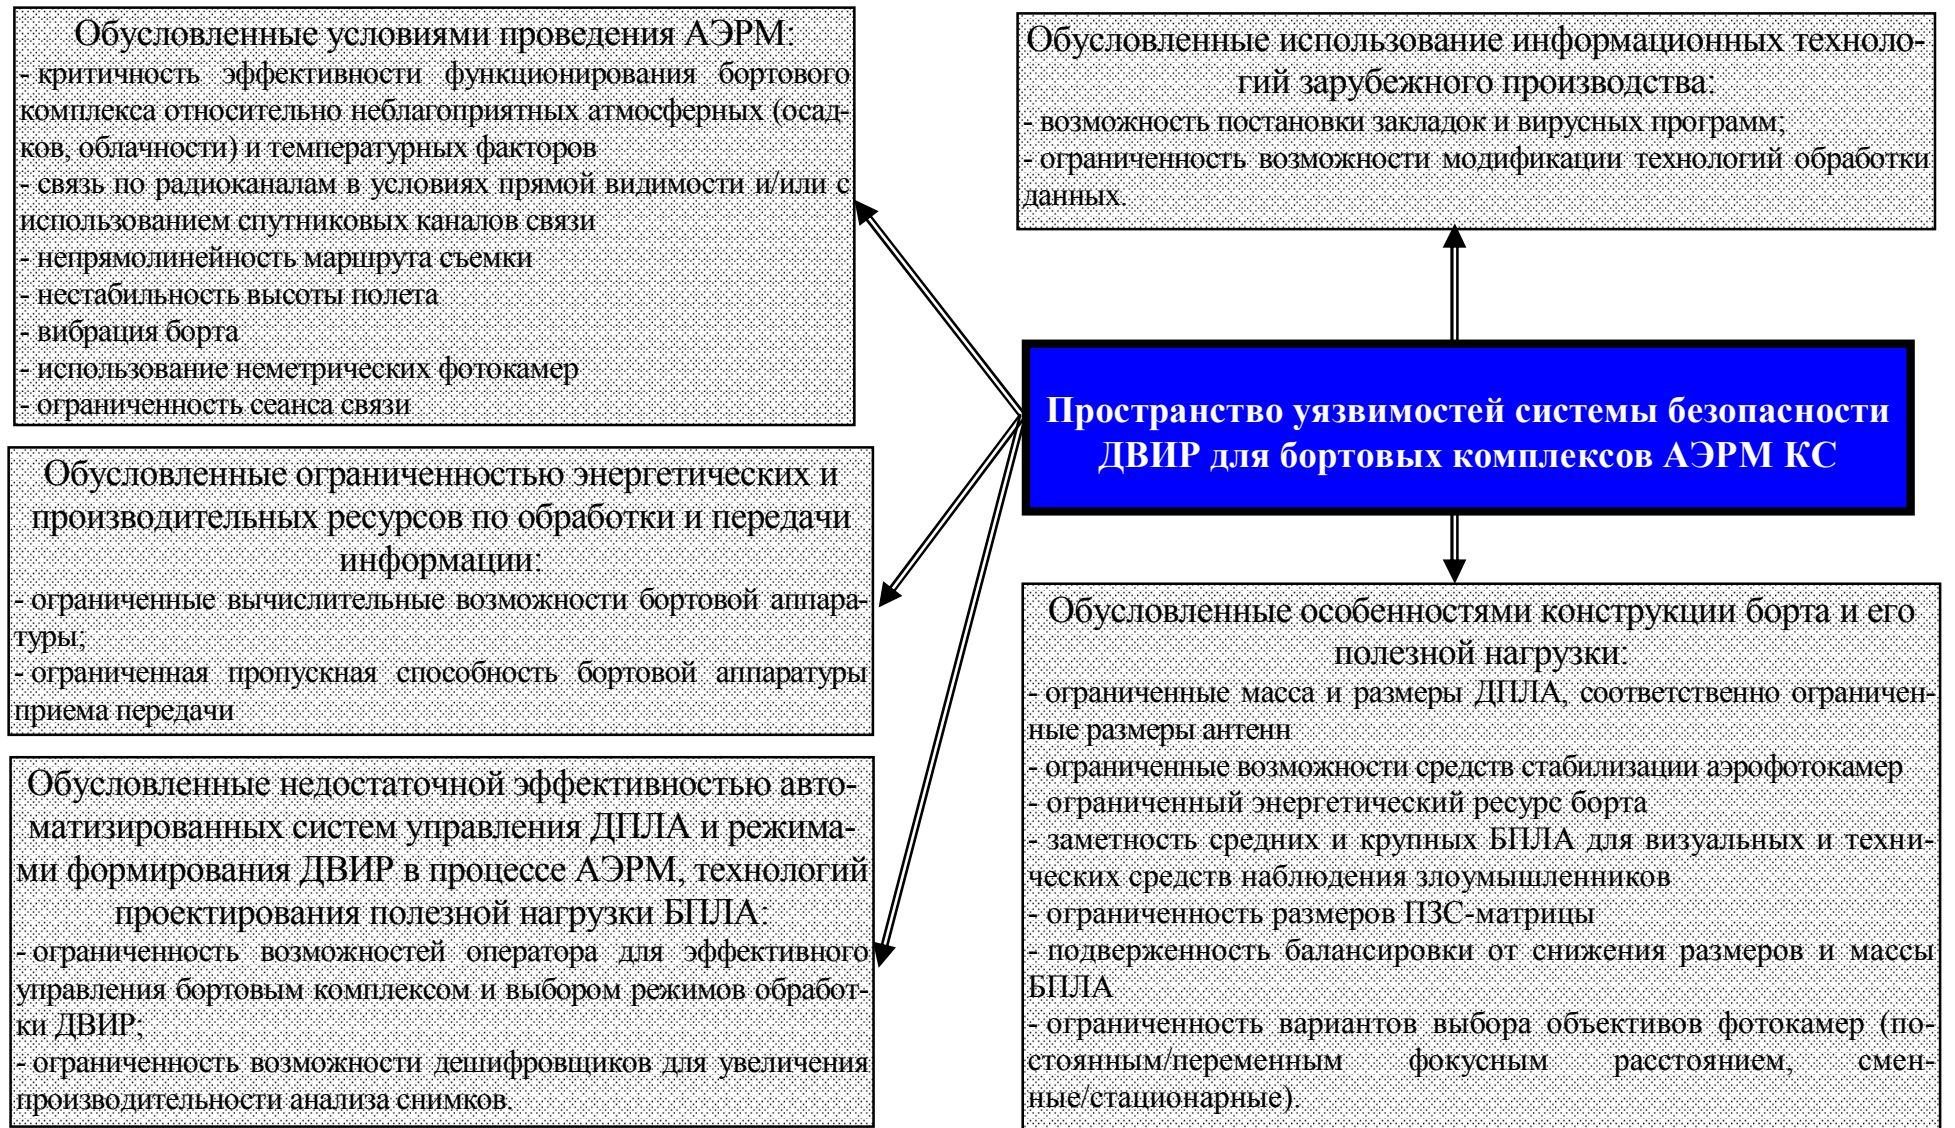 Обусловленные условиями проведения АЭРМ:
- критичность эффективности функционирования бортового
комплекса относительно неблагоприятных атмосферных (осад-
ков, облачности) и температурных факторов
- связь по радиоканалам в условиях прямой видимости и/или с
использованием спутниковых каналов связи
- непрямолинейность маршрута съемки
- нестабильность высоты полета
- вибрация борта
- использование неметрических фотокамер
- ограниченность сеанса связи
Обусловленные ограниченностью энергетических и
производительных ресурсов по обработки и передачи
информации:
- ограниченные вычислительные возможности бортовой аппара-
туры;
- ограниченная пропускная способность бортовой аппаратуры
приема передачи
Обусловленные недостаточной эффективностью авто-
матизированных систем управления ДПЛА и режима-
ми формирования ДВИР в процессе АЭРМ, технологий
проектирования полезной нагрузки БПЛА:
- ограниченность возможностей оператора для эффективного
управления бортовым комплексом и выбором режимов обработ-
ки ДВИР;
- ограниченность возможности дешифровщиков для увеличения
производительности анализа снимков.
Обусловленные использование информационных техноло-
гий зарубежного производства:
- возможность постановки закладок и вирусных программ;
- ограниченность возможности модификации технологий обработки
данных.
Пространство уязвимостей системы безопасности
ДВИР для бортовых комплексов АЭРМ КС
Обусловленные особенностями конструкции борта и его
полезной нагрузки:
- ограниченные масса и размеры ДПЛА, соответственно ограничен-
ные размеры антенн
- ограниченные возможности средств стабилизации аэрофотокамер
- ограниченный энергетический ресурс борта
- заметность средних и крупных БПЛА для визуальных и техни-
ческих средств наблюдения злоумышленников
- ограниченность размеров ПЗС-матрицы
- подверженность балансировки от снижения размеров и массы
БПЛА
- ограниченность вариантов выбора объективов фотокамер (по-
стоянным/переменным фокусным расстоянием, смен-
ные/стационарные).